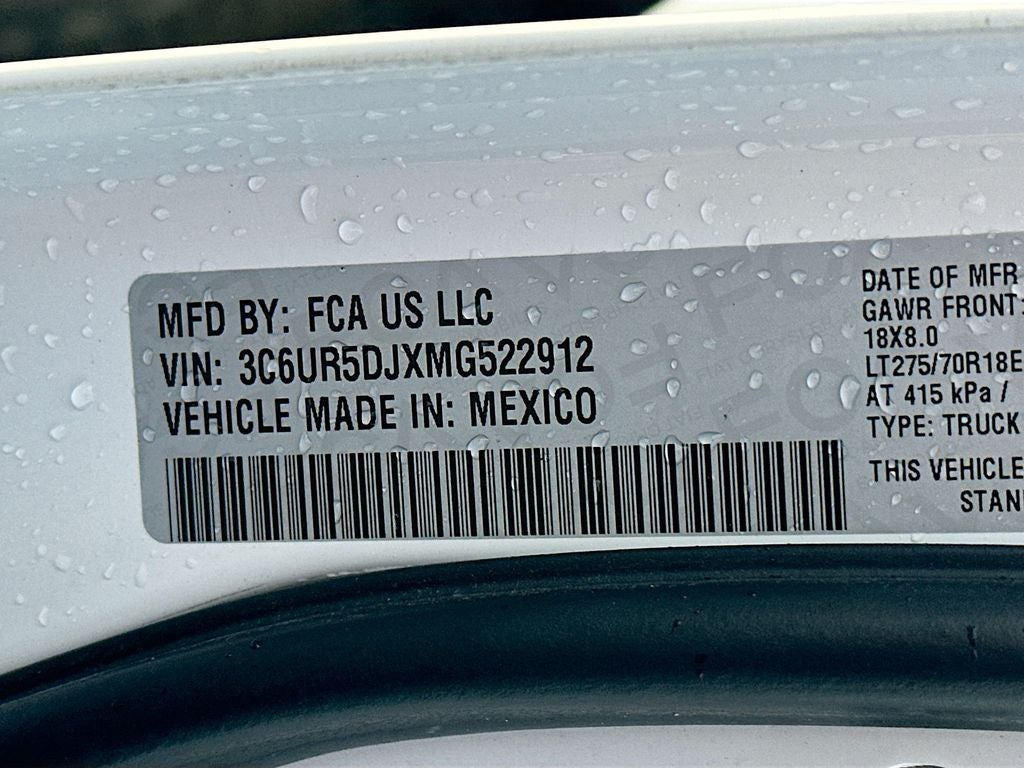 MFD BY: FCA US LLC
VIN: 3C6UR5DJXMG522912
VEHICLE MADE IN: MEXICO
DATE OF MFR
GAWR FRONT:
18X8.0
LT275/70R18E
AT 415 kPa /
TYPE: TRUCK
THIS VEHICLE
STAN